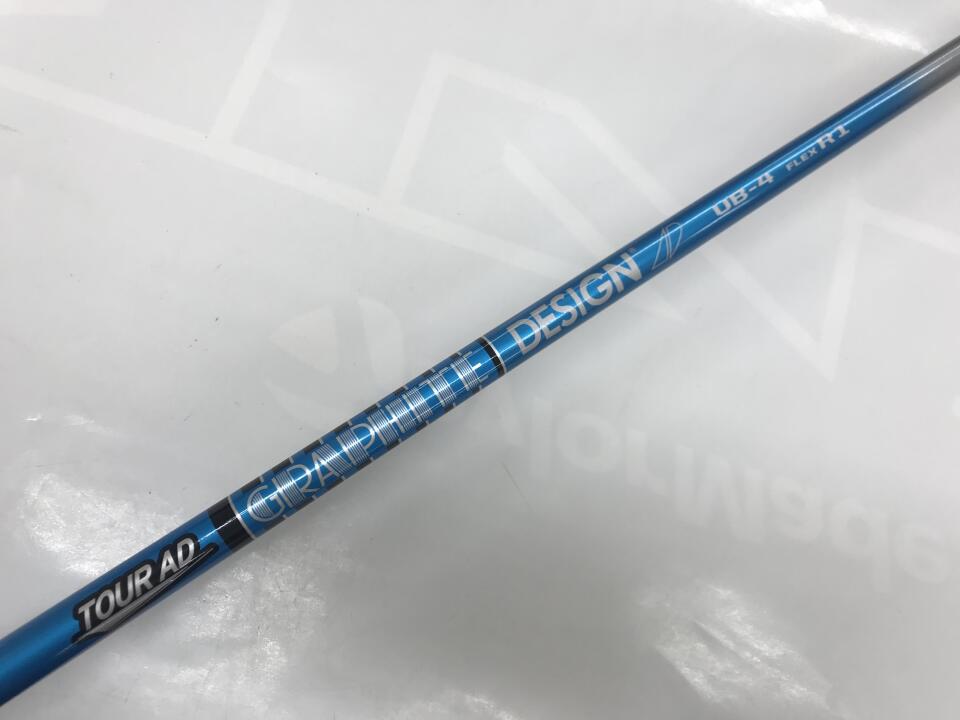 TOUR AD
GRAPHITE
DESIGN
UB-4 FLEX R1